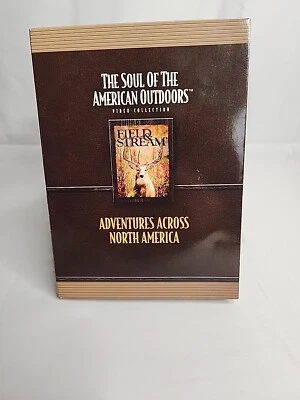 THE SOUL OF THE
AMERICAN OUTDOORS™
VIDEO COLLECTION
FIELD
& STREAM
ADVENTURES ACROSS
NORTH AMERICA